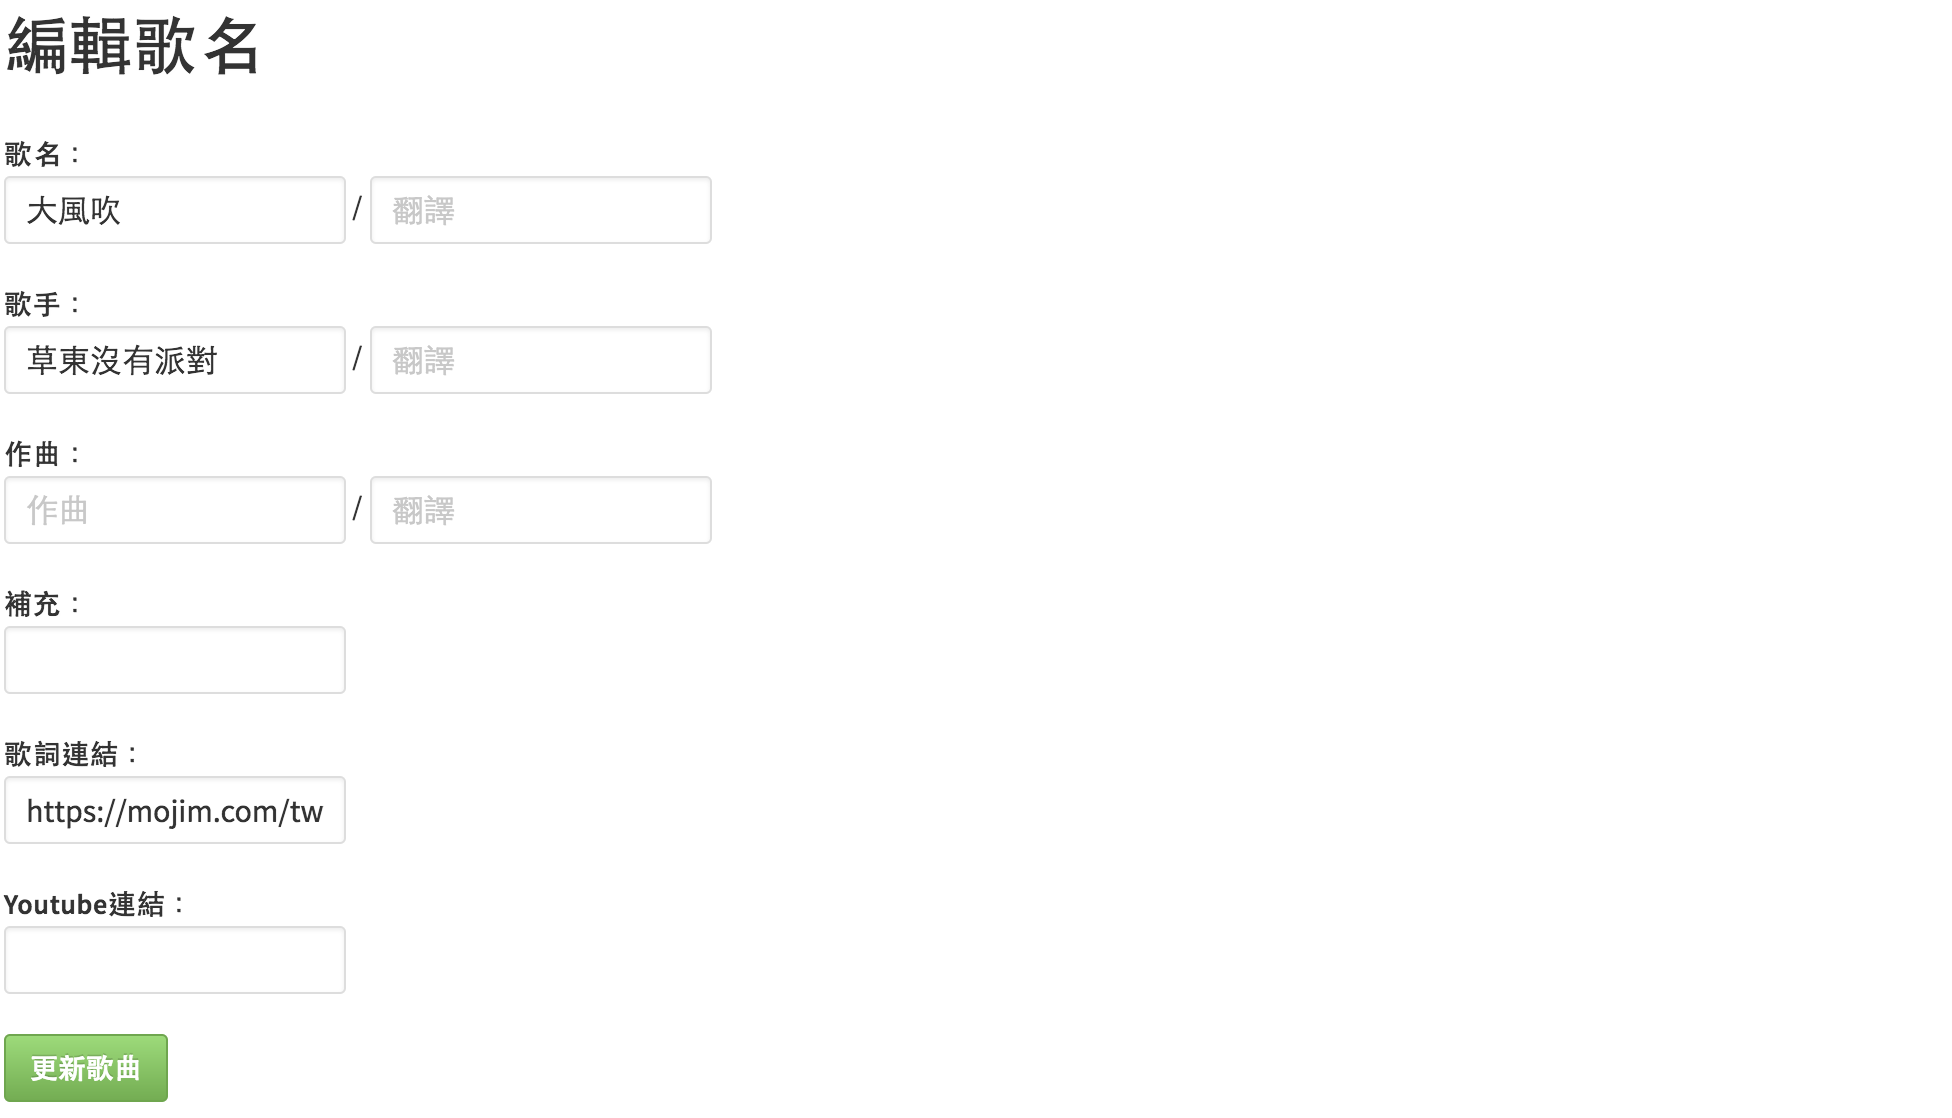 編輯歌名
歌名：
大風吹 / 翻譯
歌手：
草東沒有派對 / 翻譯
作曲：
作曲 / 翻譯
補充：
歌詞連結：
https://mojim.com/tw
Youtube連結：
更新歌曲